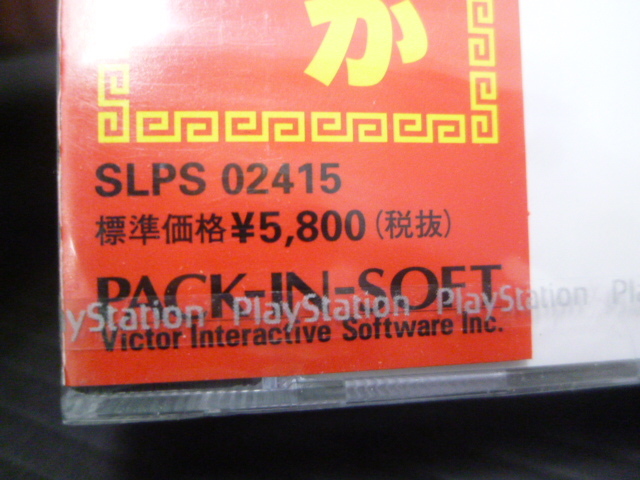 か
SLPS 02415
標準価格¥5,800(税抜)
PACK-IN-SOFT
PlayStation PlayStation PlayStation
Victor Interactive Software Inc.